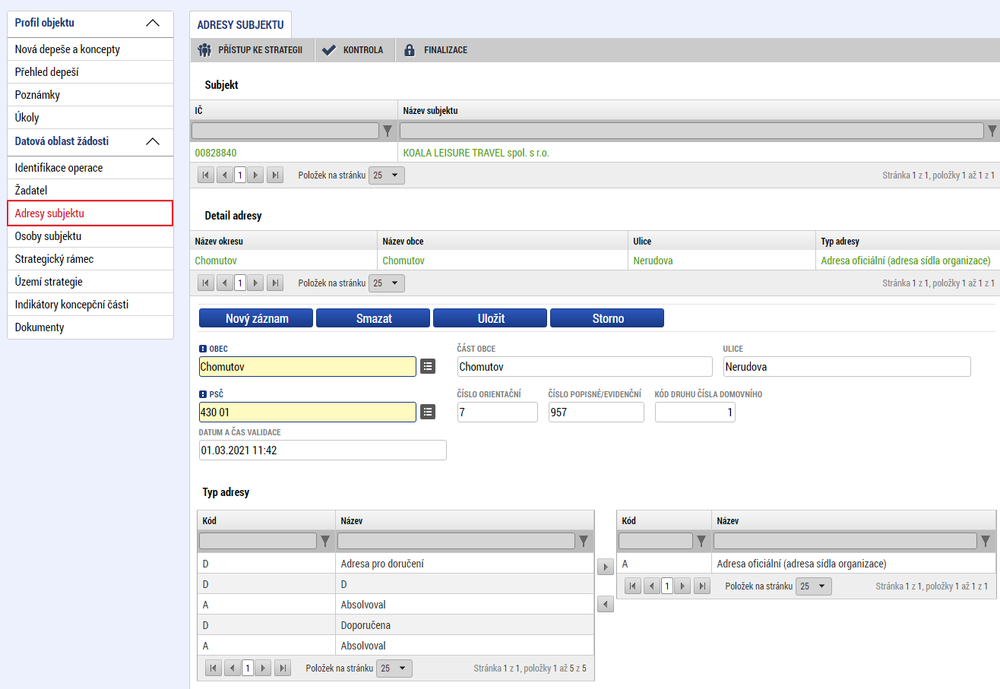 Profil objektu
Nová depeše a koncepty
Přehled depeší
Poznámky
Úkoly
Datová oblast žádosti
Identifikace operace
Žadatel
Adresy subjektu
Osoby subjektu
Strategický rámec
Území strategie
Indikátory koncepční části
Dokumenty
ADRESY SUBJEKTU
PŘÍSTUP KE STRATEGII KONTROLA FINALIZACE
Subjekt
IČ Název subjektu
00828840 KOALA LEISURE TRAVEL spol. s r.o.
1 Položek na stránku 25 Stránka 1 z 1, položky 1 až 1 z 1
Detail adresy
Název okresu Název obce Ulice Typ adresy
Chomutov Chomutov Nerudova Adresa oficiální (adresa sídla organizace)
1 Položek na stránku 25 Stránka 1 z 1, položky 1 až 1 z 1
Nový záznam Smazat Uložit Storno
OBEC ČÁST OBCE ULICE
Chomutov Chomutov Nerudova
PSČ ČÍSLO ORIENTAČNÍ ČÍSLO POPISNÉ/EVIDENČNÍ KÓD DRUHU ČÍSLA DOMOVNÍHO
430 01 7 957 1
DATUM A ČAS VALIDACE
01.03.2021 11:42
Typ adresy
Kód Název
D Adresa pro doručení
D D
A Absolvoval
D Doporučena
A Absolvoval
1 Položek na stránku 25 Stránka 1 z 1, položky 1 až 5 z 5
Kód Název
A Adresa oficiální (adresa sídla organizace)
1 Položek na stránku 25 Stránka 1 z 1, položky 1 až 1 z 1